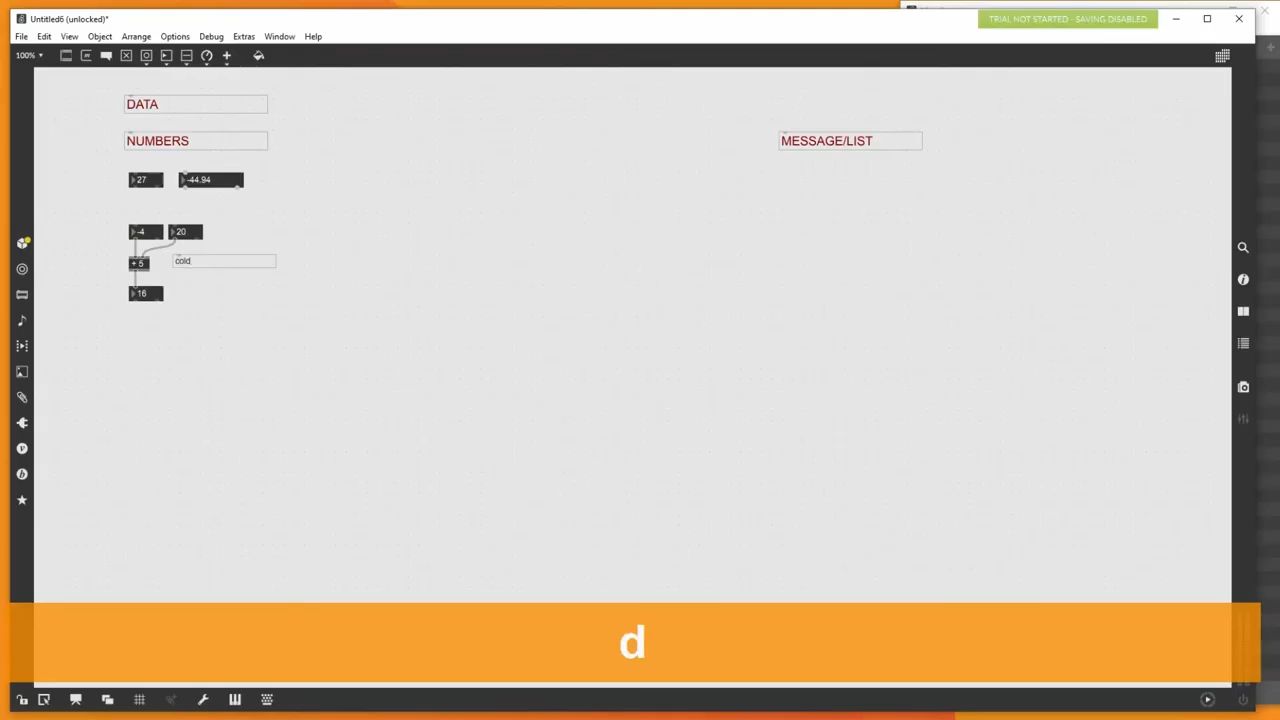 Untitled6 (unlocked)*
TRIAL NOT STARTED - SAVING DISABLED
File Edit View Object Arrange Options Debug Extras Window Help
100%
DATA
NUMBERS
MESSAGE/LIST
27
-44.94
-4
20
+ 5
cold
16
d